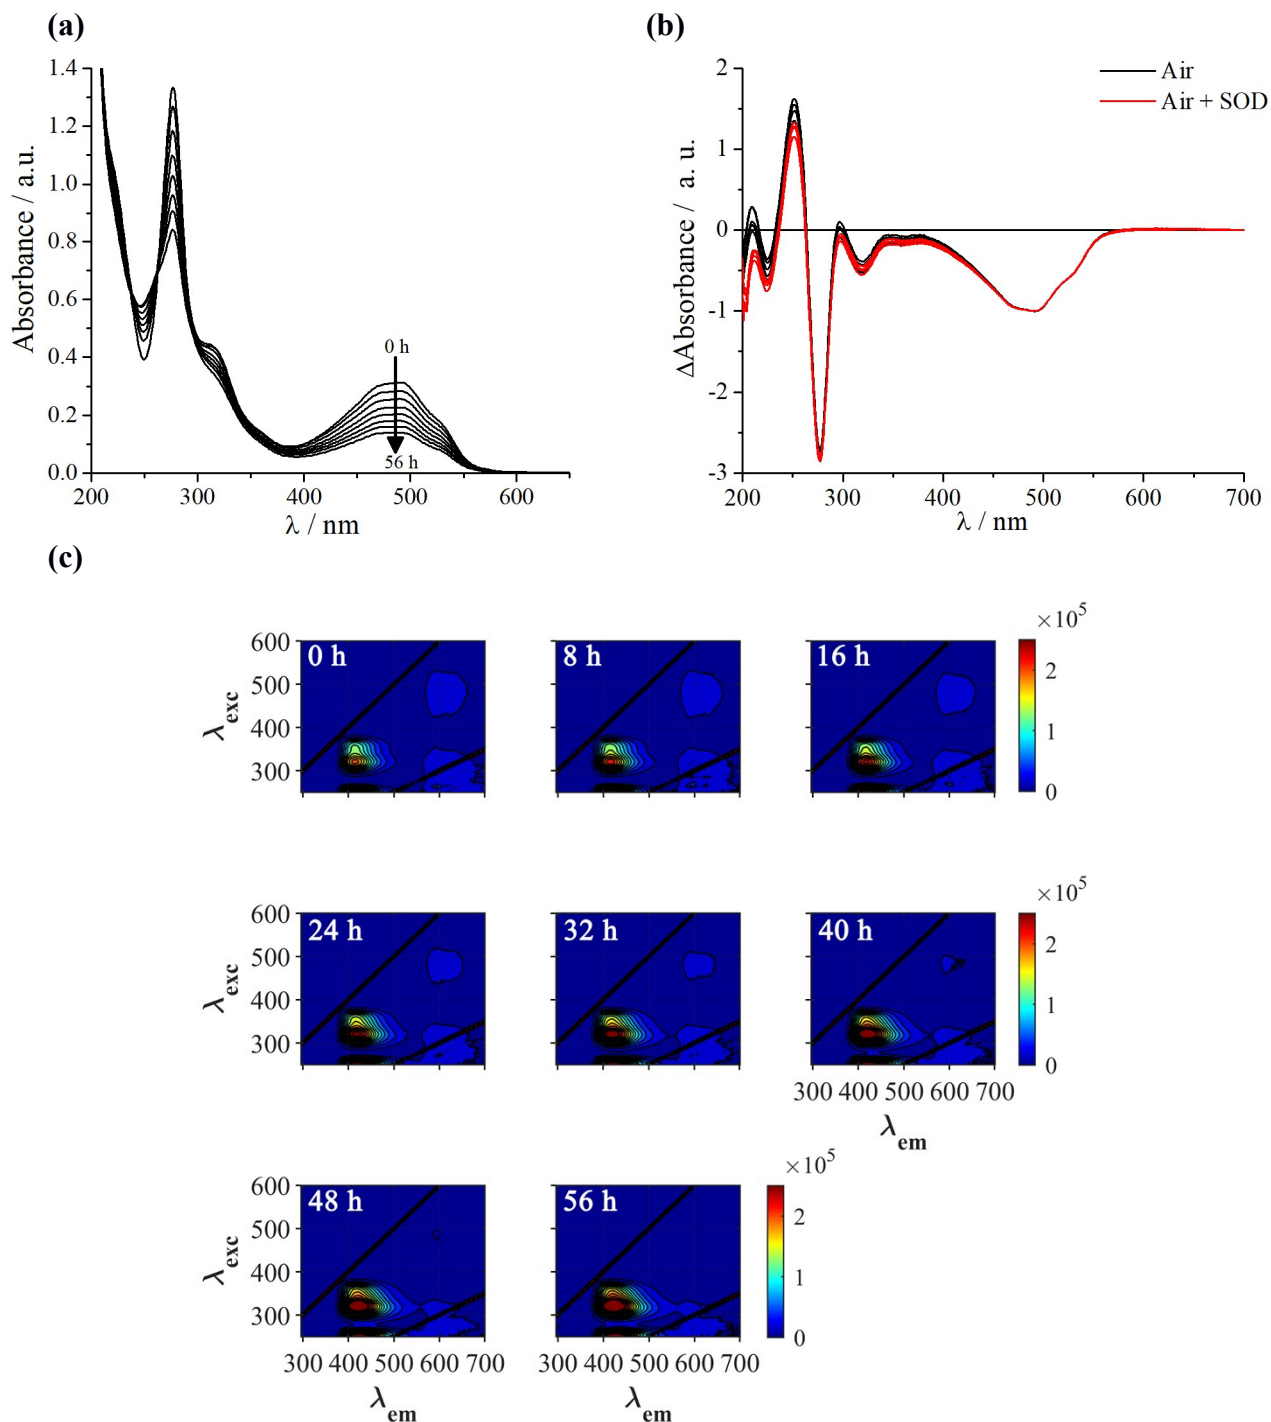 (a)
1.4
1.2
1.0
0.8
0.6
0.4
0.2
0.0
Absorbance / a.u.
0 h
56 h
200 300 400 500 600
λ / nm
(b)
Air
Air + SOD
2
1
0
-1
-2
-3
ΔAbsorbance / a. u.
200 300 400 500 600 700
λ / nm
(c)
600
500
400
300
λexc
0 h
8 h
16 h
×10⁵
2
1
0
600
500
400
300
λexc
24 h
32 h
40 h
×10⁵
2
1
0
300 400 500 600 700
λem
600
500
400
300
λexc
48 h
56 h
×10⁵
2
1
0
300 400 500 600 700
300 400 500 600 700
λem
λem